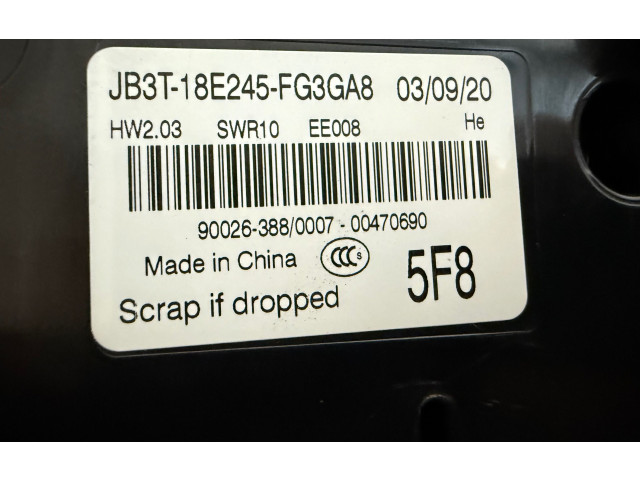 JB3T-18E245-FG3GA8 03/09/20
HW2.03 SWR10 EE008 He
90026-388/0007 - 00470690
Made in China CCC S 5F8
Scrap if dropped